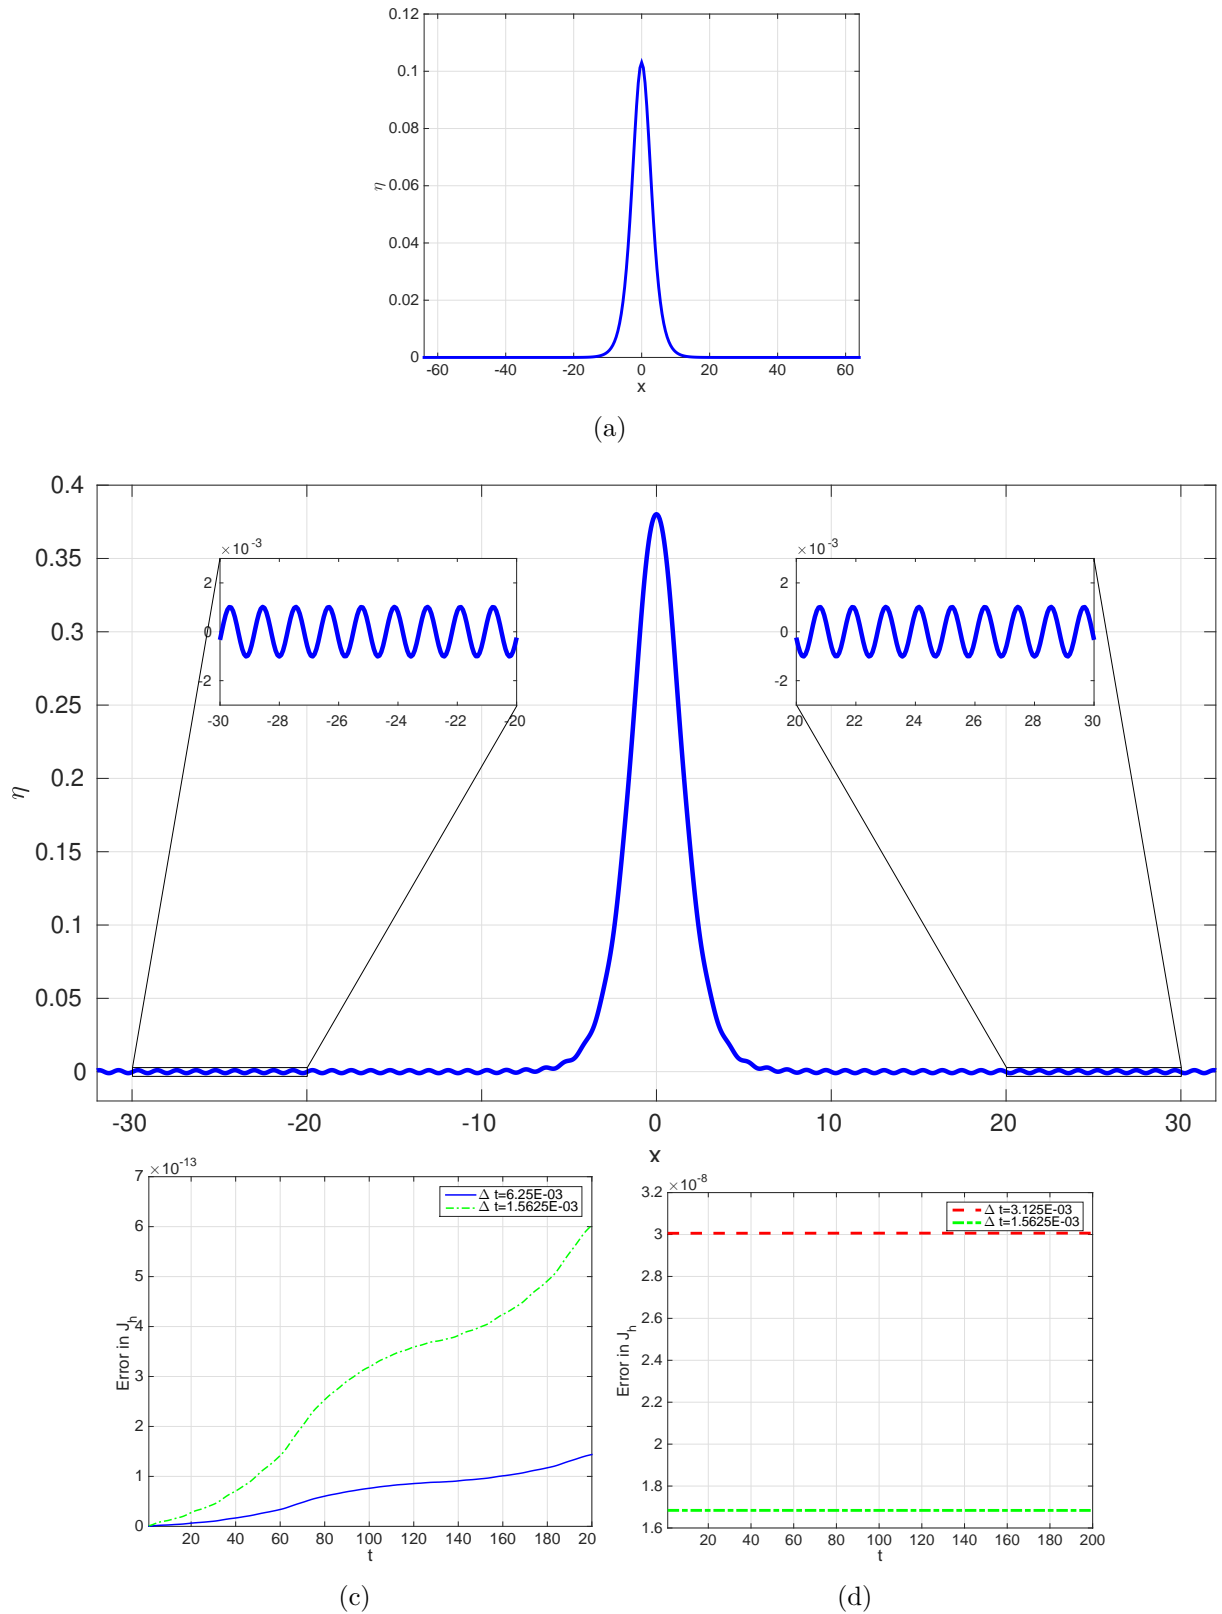 0.12
0.1
0.08
0.06
0.04
0.02
0
η
-60 -40 -20 0 20 40 60
x
(a)
0.4
0.35
0.3
0.25
0.2
0.15
0.1
0.05
0
η
×10-3
2
0
-2
-30 -28 -26 -24 -22 -20
×10-3
2
0
-2
20 22 24 26 28 30
-30 -20 -10 0 10 20 30
x
×10-13
7
6
5
4
3
2
1
0
Error in Jh
Δ t=6.25E-03
Δ t=1.5625E-03
20 40 60 80 100 120 140 160 180 200
t
(c)
×10-8
3.2
3
2.8
2.6
2.4
2.2
2
1.8
1.6
Error in Jh
Δ t=3.125E-03
Δ t=1.5625E-03
20 40 60 80 100 120 140 160 180 200
t
(d)